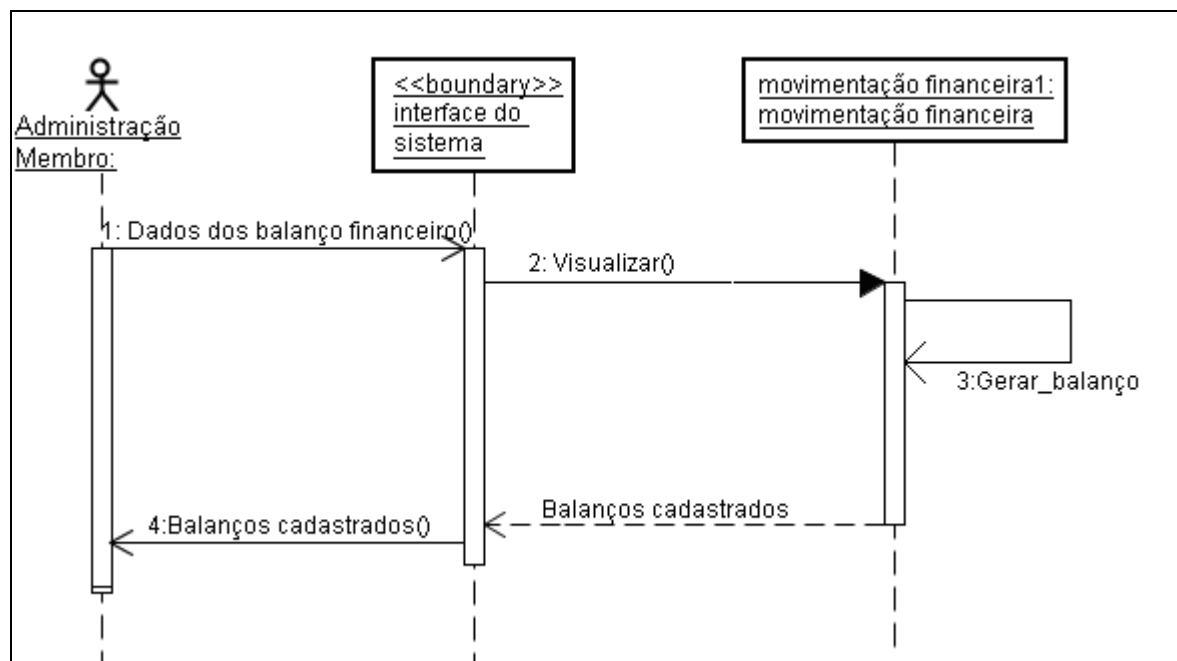 Administração
Membro:
<<boundary>>
interface do
sistema
movimentação financeira1:
movimentação financeira
1: Dados dos balanço financeiro()
2: Visualizar()
3:Gerar_balanço
Balanços cadastrados
4:Balanços cadastrados()